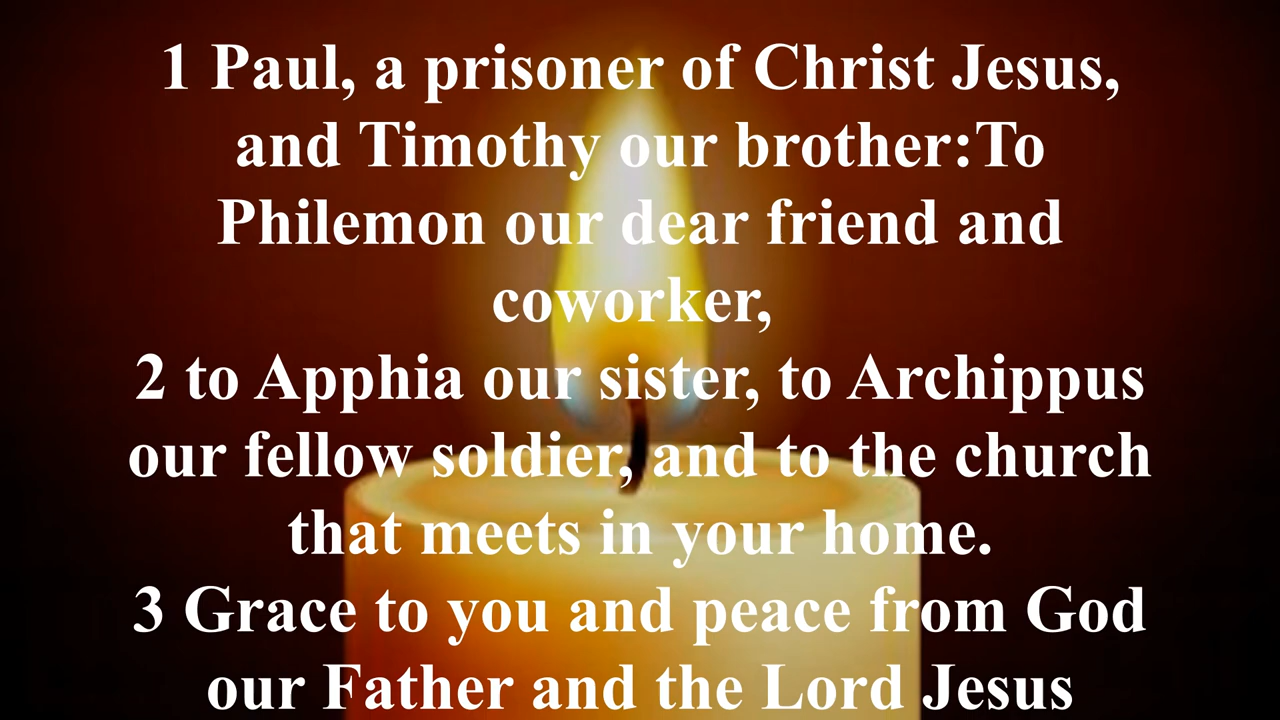 1 Paul, a prisoner of Christ Jesus,
and Timothy our brother:To
Philemon our dear friend and
coworker,
2 to Apphia our sister, to Archippus
our fellow soldier, and to the church
that meets in your home.
3 Grace to you and peace from God
our Father and the Lord Jesus